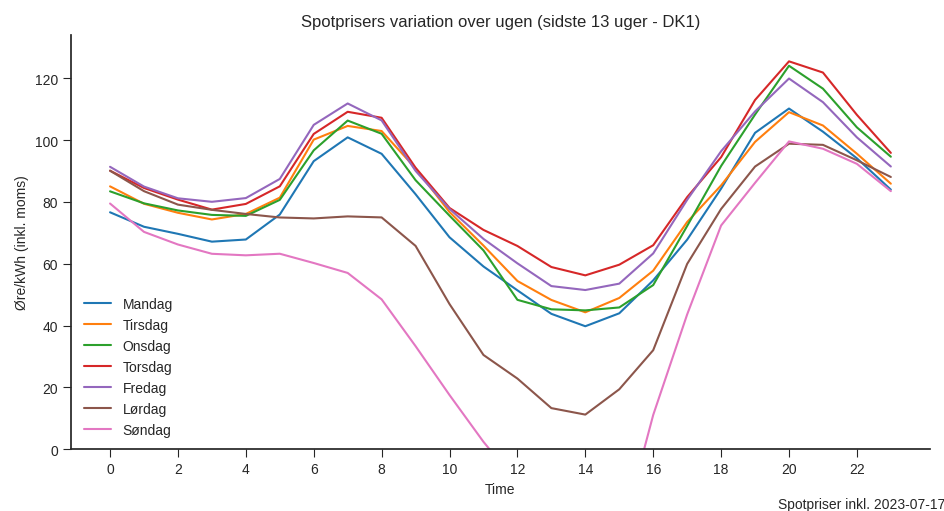 Spotprisers variation over ugen (sidste 13 uger - DK1)
Øre/kWh (inkl. moms)
120
100
80
60
40
20
0
Mandag
Tirsdag
Onsdag
Torsdag
Fredag
Lørdag
Søndag
0 2 4 6 8 10 12 14 16 18 20 22
Time
Spotpriser inkl. 2023-07-17